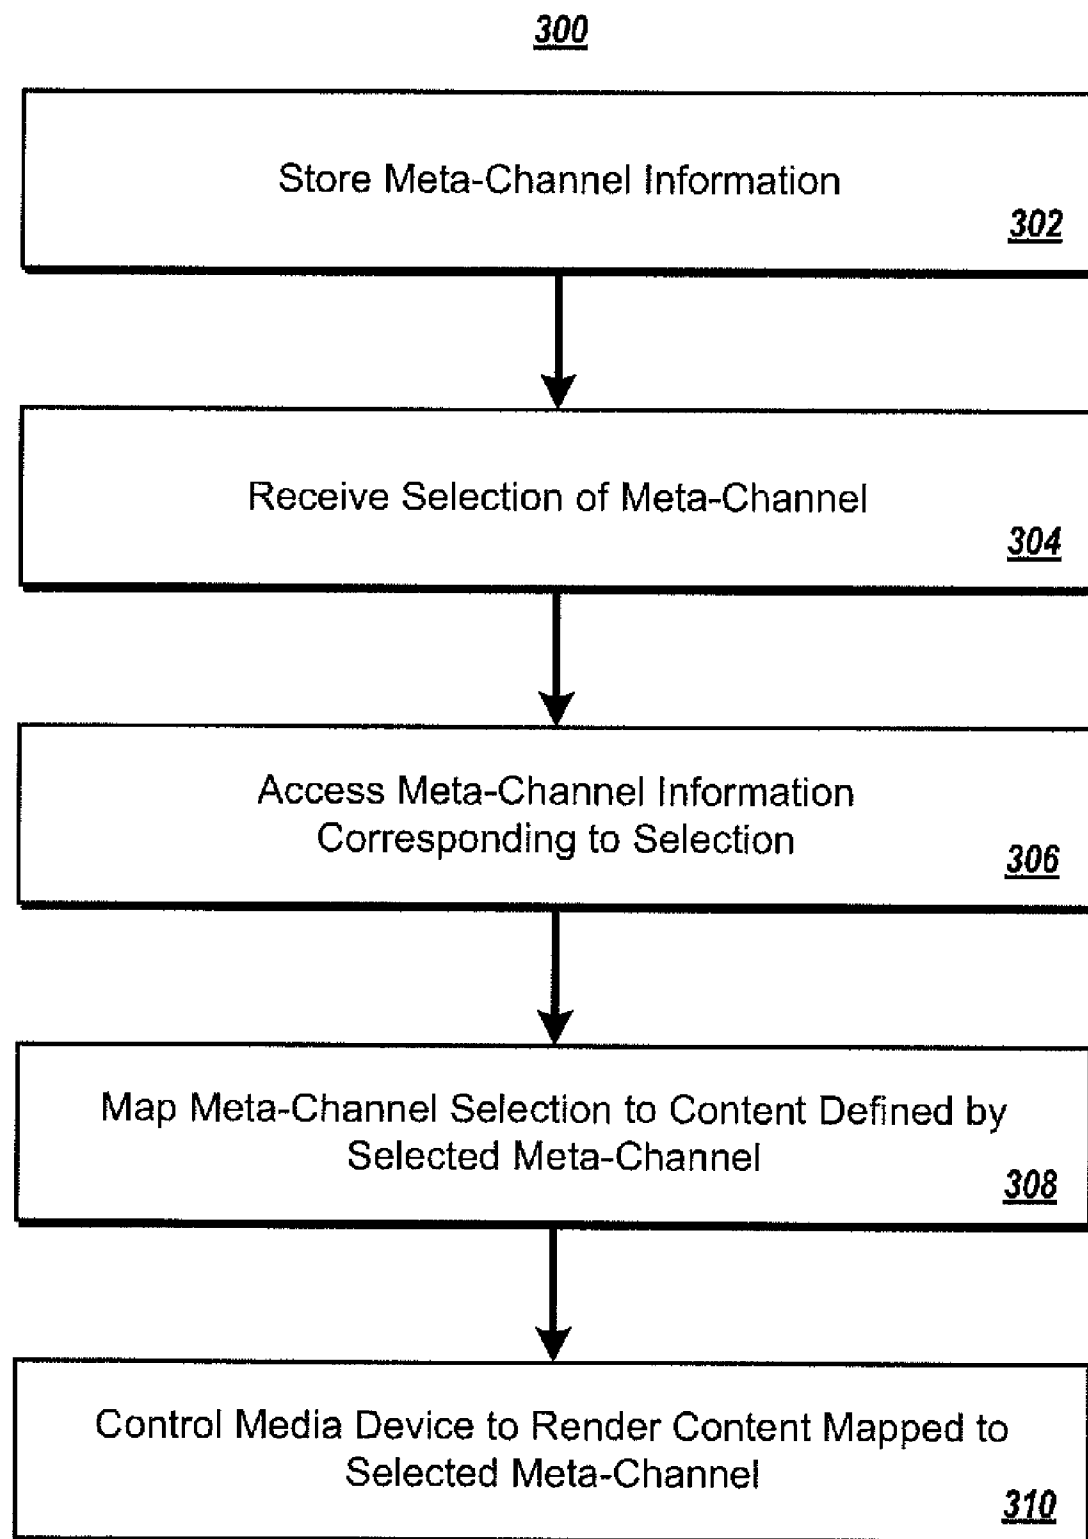 300
Store Meta-Channel Information
302
Receive Selection of Meta-Channel
304
Access Meta-Channel Information
Corresponding to Selection
306
Map Meta-Channel Selection to Content Defined by
Selected Meta-Channel
308
Control Media Device to Render Content Mapped to
Selected Meta-Channel
310